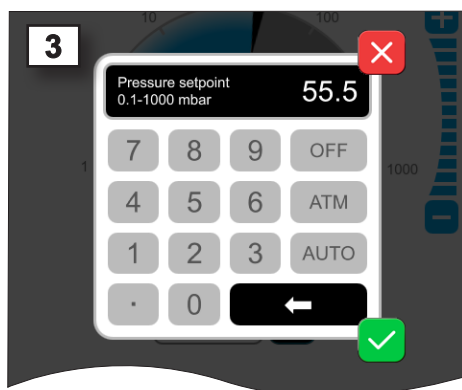 10 100
3
Pressure setpoint
0.1-1000 mbar 55.5
7 8 9 OFF
1 1000
4 5 6 ATM
1 2 3 AUTO
. 0